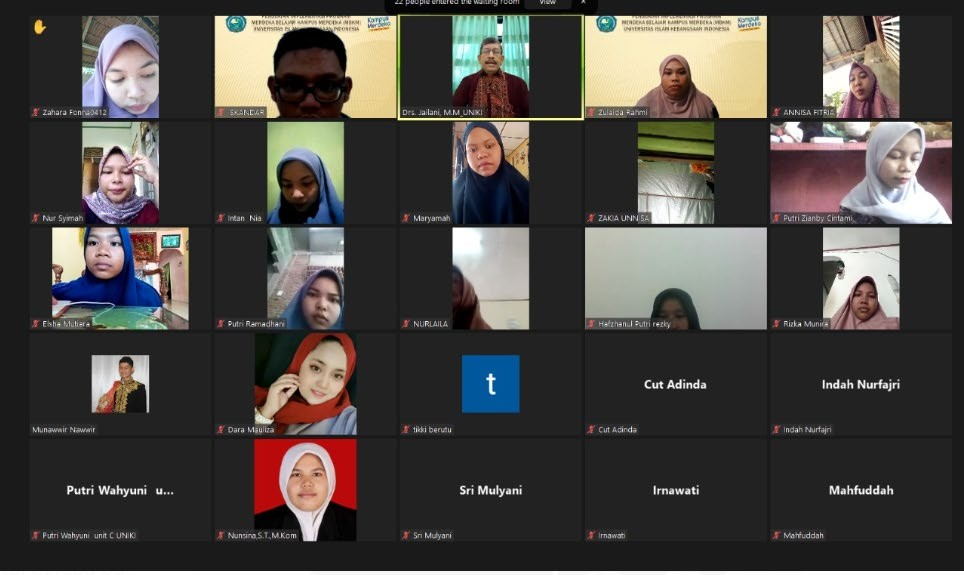 22 people entered the waiting room View ×
MERDEKA BELAJAR KAMPUS MERDEKA (MBKM)
UNIVERSITAS ISLAM KEBANGSAAN INDONESIA
Kampus
Merdeka
MERDEKA BELAJAR KAMPUS MERDEKA (MBKM)
UNIVERSITAS ISLAM KEBANGSAAN INDONESIA
Kampus
Merdeka
Zahara Fonna0412
ISKANDAR
Drs. Jailani, M.M_UNIKI
Zulaida Rahmi
ANNISA FITRIA
Nur Syimah
Intan Nia
Maryamah
ZAKIA UNNISA
Putri Zianby Cintami
Elsha Mutiara
Putri Ramadhani
NURLAILA
Hafzhanul Putri rezky
Rizka Munira
t
Cut Adinda
Indah Nurfajri
Munawwir Nawwir
Dara Mauliza
tikki berutu
Cut Adinda
Indah Nurfajri
Putri Wahyuni u...
Sri Mulyani
Irnawati
Mahfuddah
Putri Wahyuni unit C UNIKI
Nunsina,S.T.,M.Kom
Sri Mulyani
Irnawati
Mahfuddah